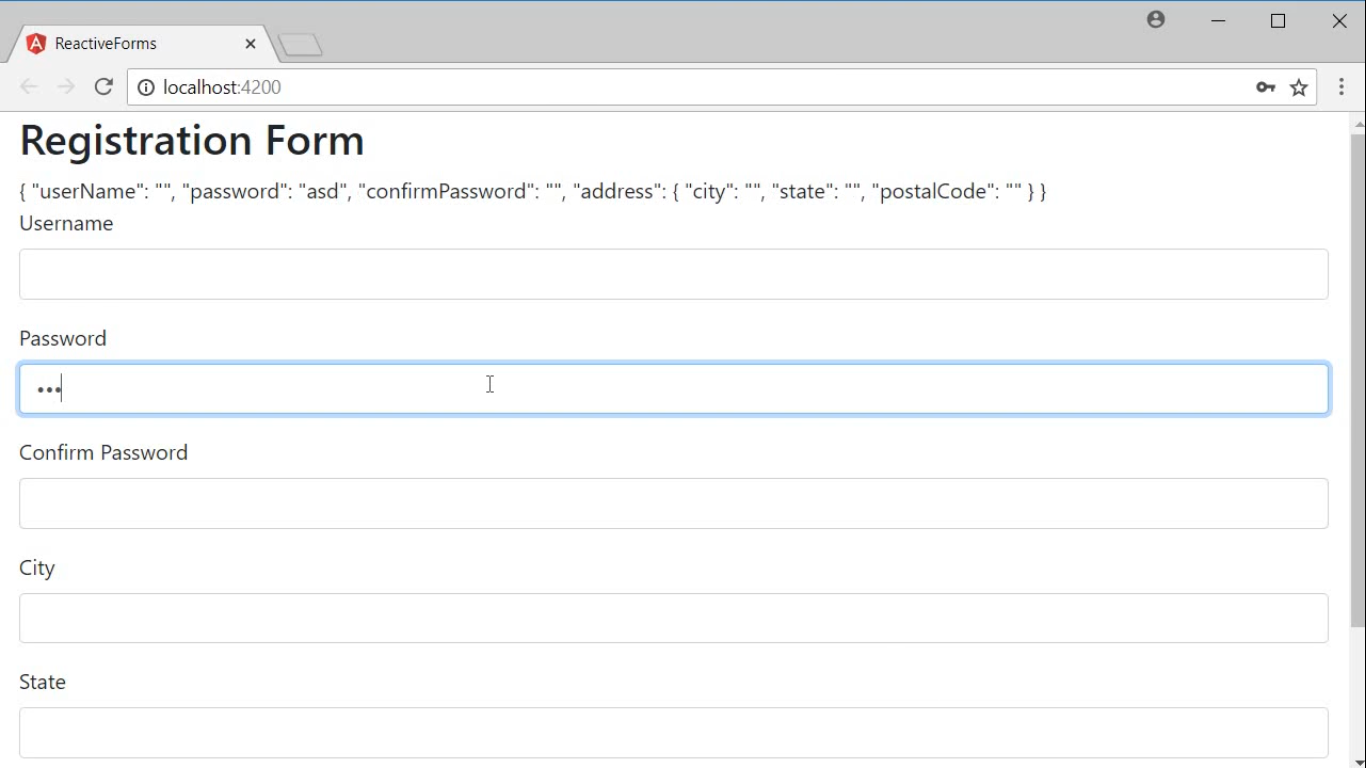 ReactiveForms
localhost:4200
Registration Form
{ "userName": "", "password": "asd", "confirmPassword": "", "address": { "city": "", "state": "", "postalCode": "" } }
Username
Password
•••
Confirm Password
City
State